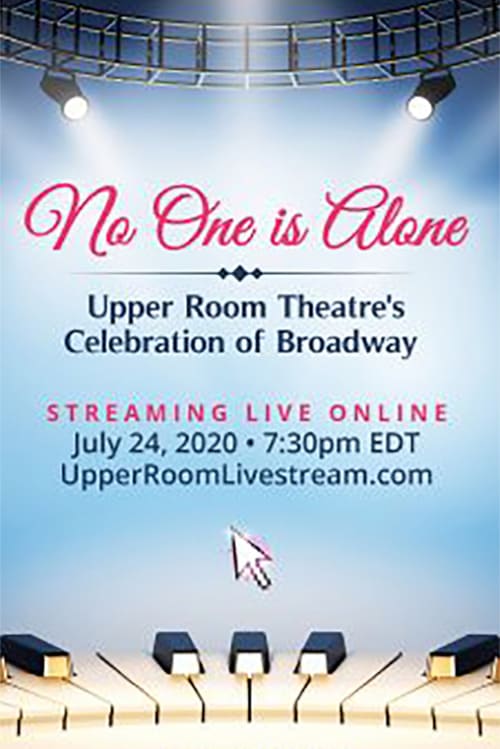 No One is Alone
Upper Room Theatre's
Celebration of Broadway
STREAMING LIVE ONLINE
July 24, 2020 • 7:30pm EDT
UpperRoomLivestream.com